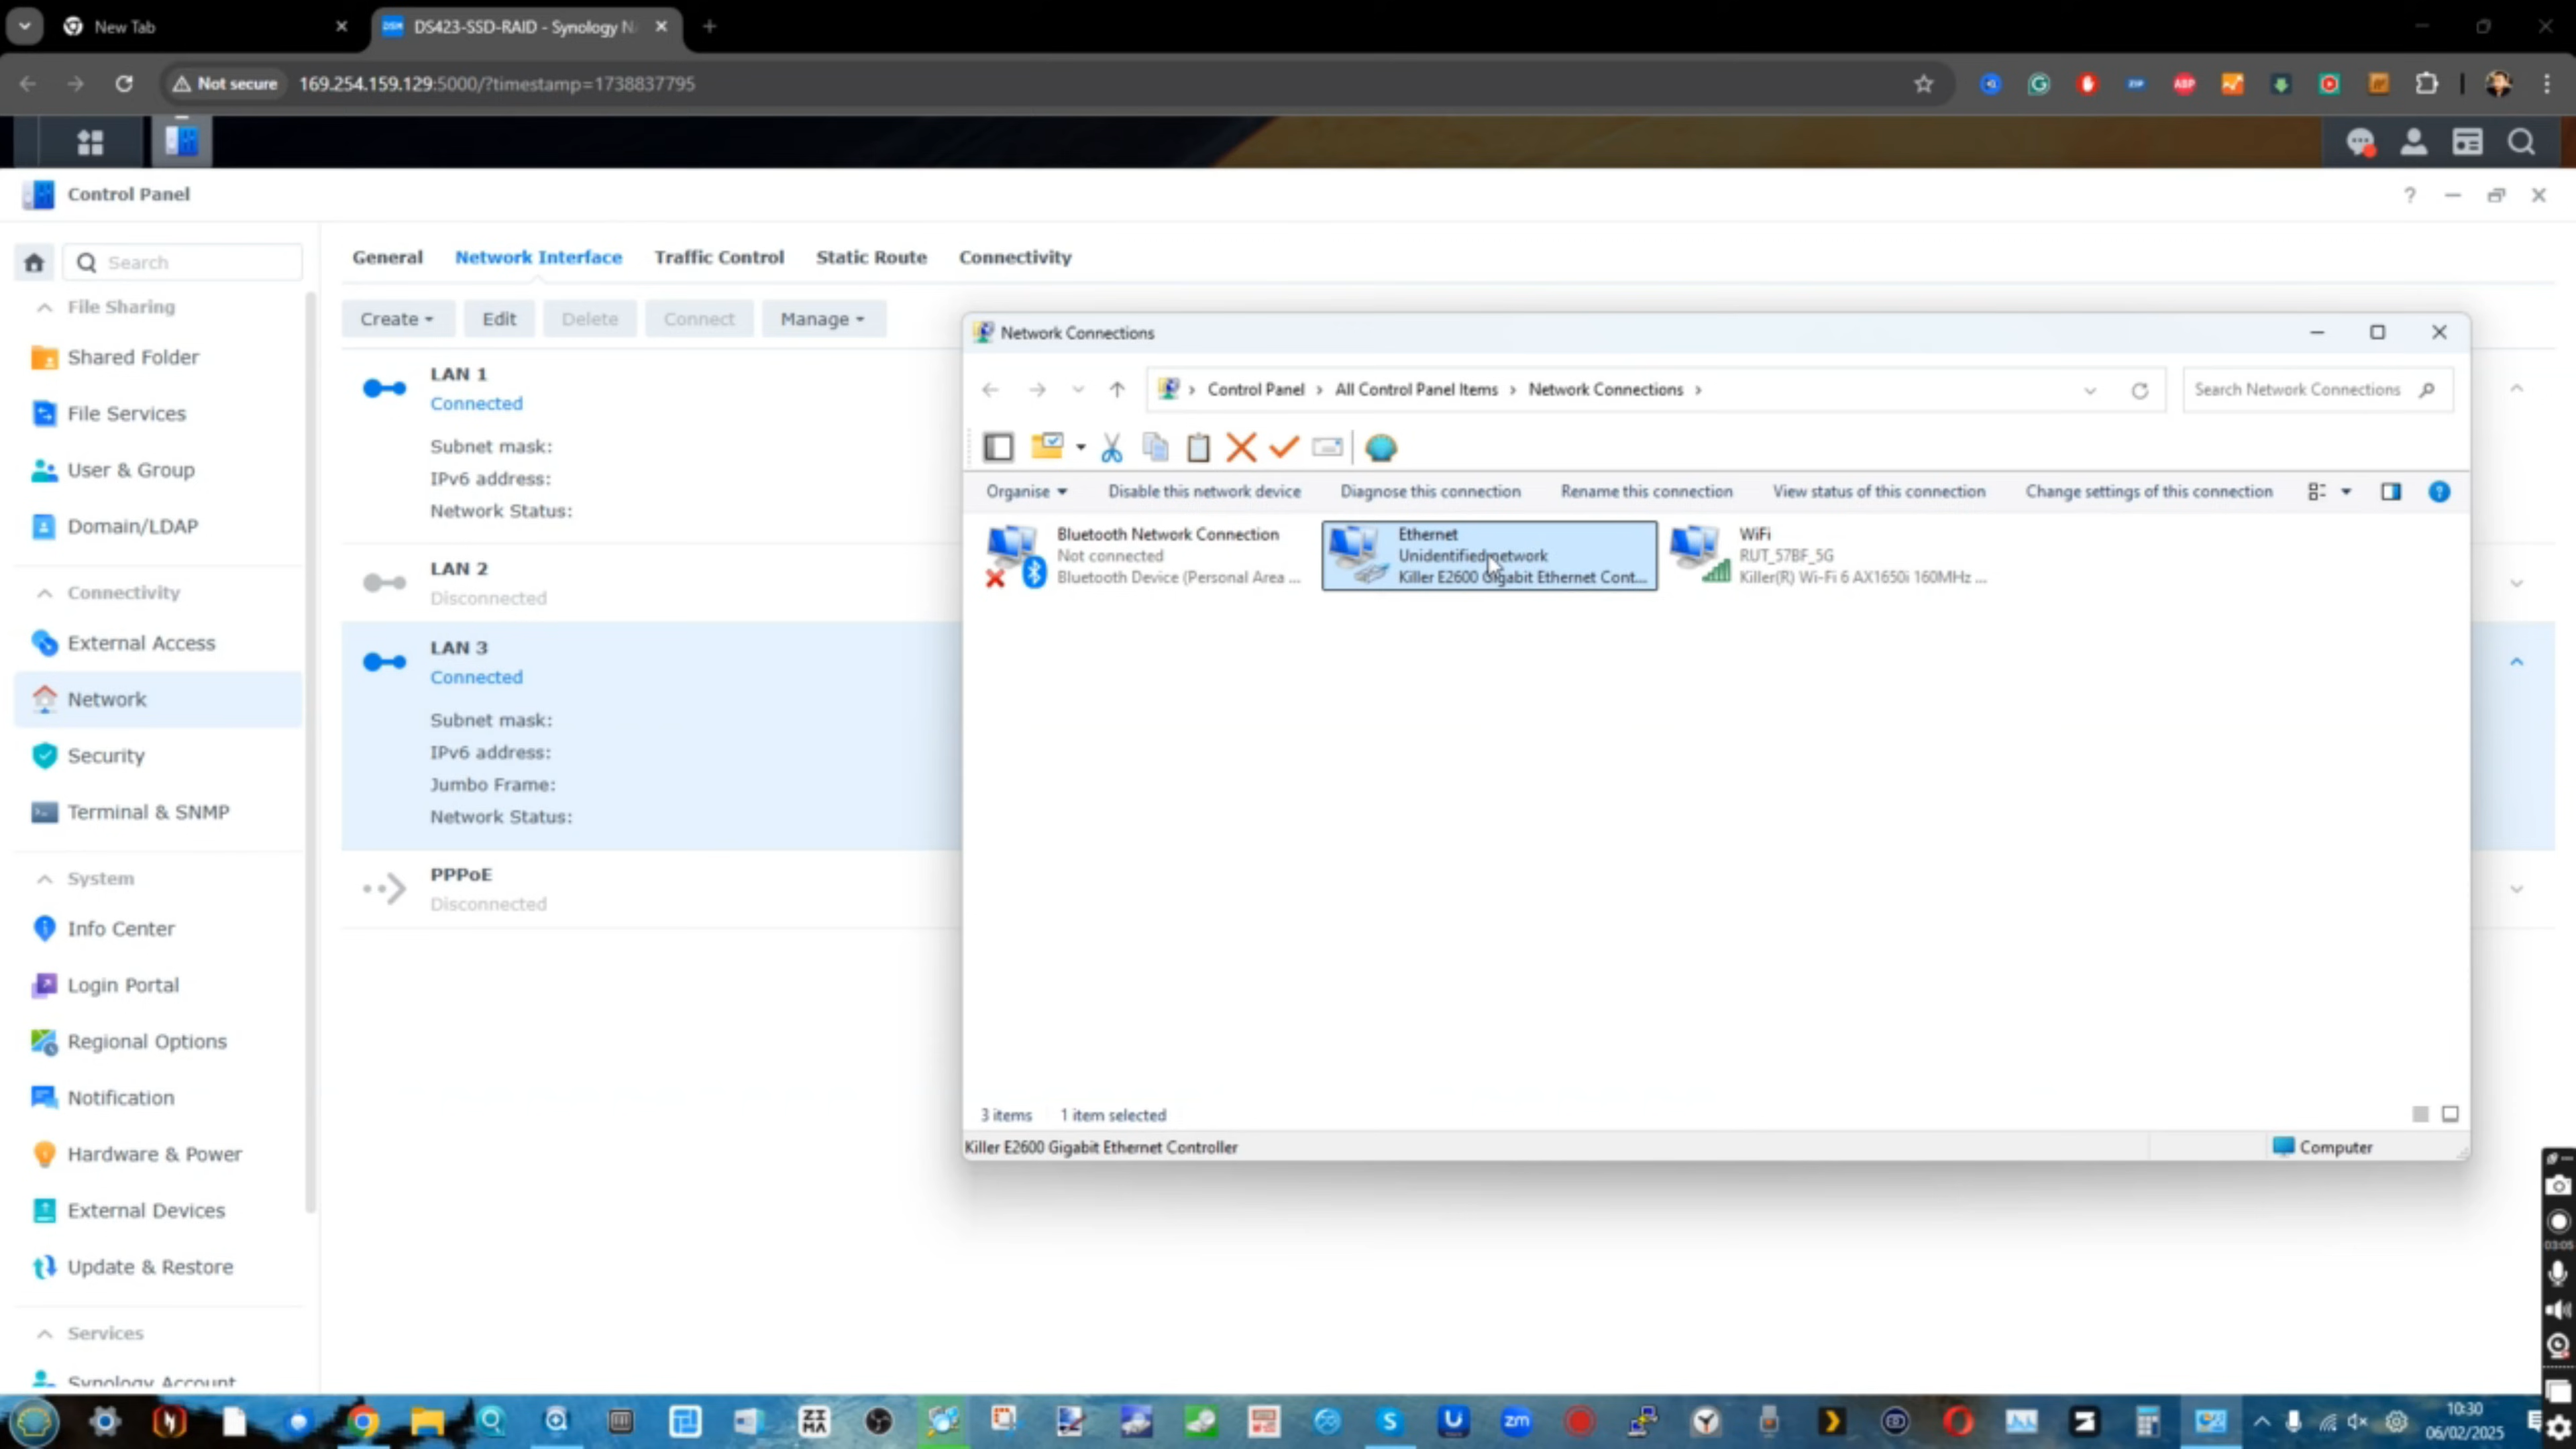 New Tab
DS423-SSD-RAID - Synology N
Not secure
169.254.159.129:5000/?timestamp=1738837795
ABP
Control Panel
Search
File Sharing
Shared Folder
File Services
User & Group
Domain/LDAP
Connectivity
External Access
Network
Security
Terminal & SNMP
System
Info Center
Login Portal
Regional Options
Notification
Hardware & Power
External Devices
Update & Restore
Services
Synology Account
General
Network Interface
Traffic Control
Static Route
Connectivity
Create
Edit
Delete
Connect
Manage
LAN 1
Connected
Subnet mask:
IPv6 address:
Network Status:
LAN 2
Disconnected
LAN 3
Connected
Subnet mask:
IPv6 address:
Jumbo Frame:
Network Status:
PPPoE
Disconnected
Network Connections
Control Panel > All Control Panel Items > Network Connections >
Search Network Connections
Organise
Disable this network device
Diagnose this connection
Rename this connection
View status of this connection
Change settings of this connection
Bluetooth Network Connection
Not connected
Bluetooth Device (Personal Area ...
Ethernet
Unidentified network
Killer E2600 Gigabit Ethernet Cont...
WiFi
RUT_57BF_5G
Killer(R) Wi-Fi 6 AX1650i 160MHz ...
3 items
1 item selected
Killer E2600 Gigabit Ethernet Controller
Computer
03:05
ZI
MA
zm
10:30
06/02/2025